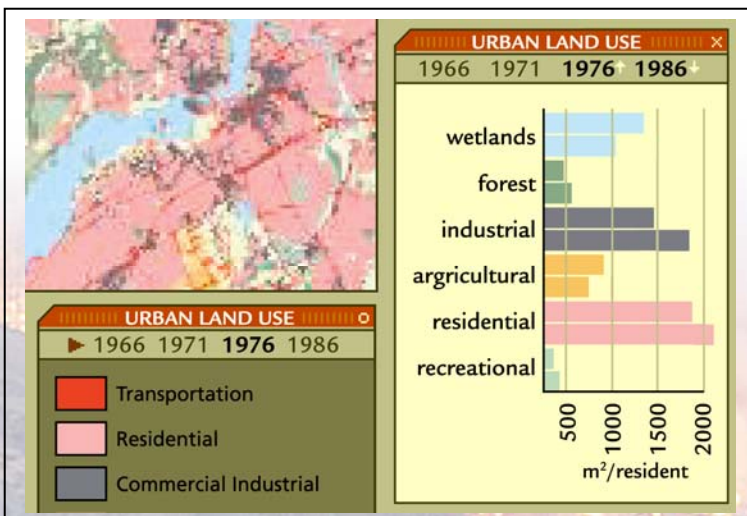 URBAN LAND USE x
1966 1971 1976↑ 1986↓
wetlands
forest
industrial
argricultural
residential
recreational
500 1000 1500 2000
m²/resident
URBAN LAND USE o
1966 1971 1976 1986
Transportation
Residential
Commercial Industrial